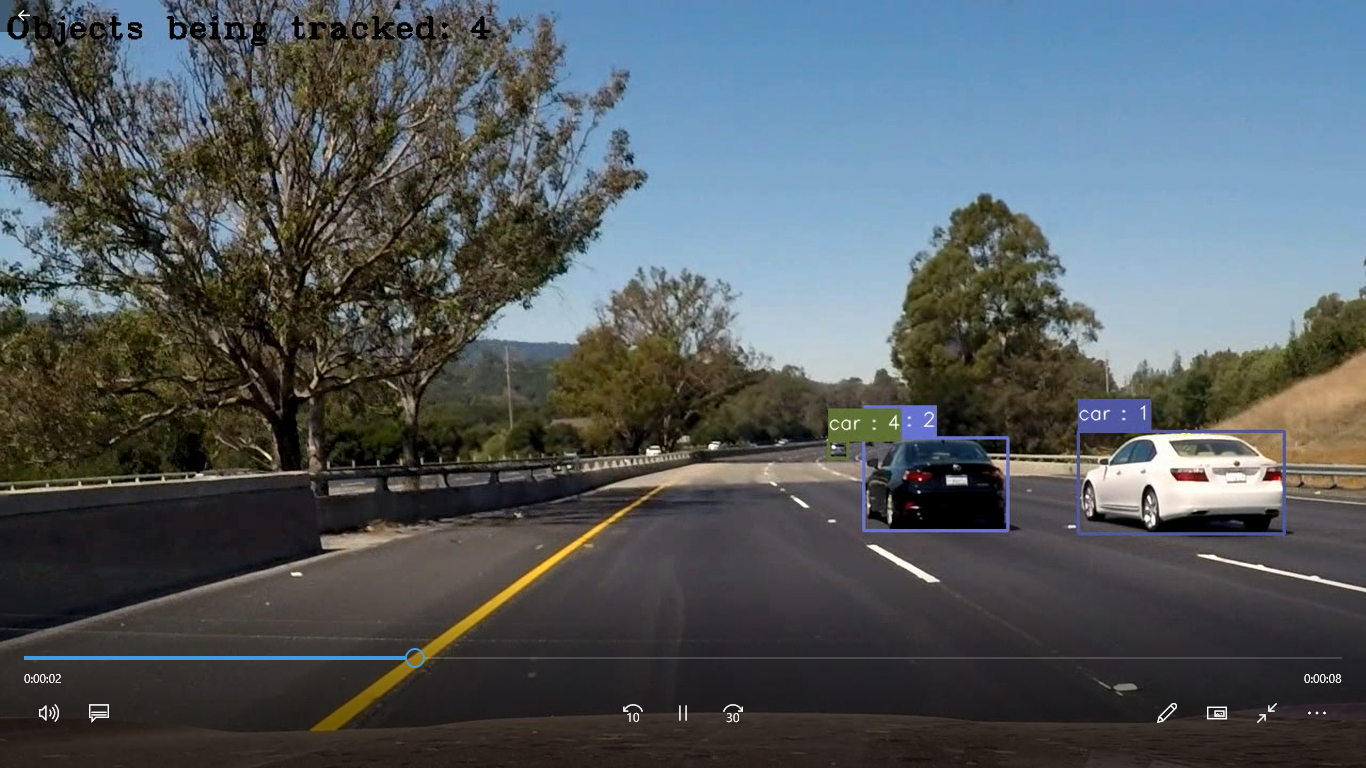 Objects being tracked: 4
car : 4
: 2
car : 1
0:00:02
0:00:08
10
30